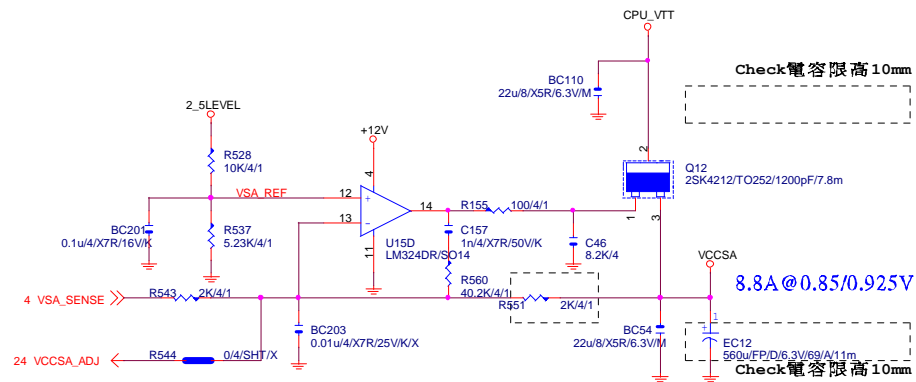 CPU_VTT
Check電容限高10mm
BC110
22u/8/X5R/6.3V/M
2_5LEVEL
+12V
R528
10K/4/1
4
2
Q12
2SK4212/TO252/1200pF/7.8m
VSA_REF
12
13
14
R155
100/4/1
1
3
BC201
0.1u/4/X7R/16V/K
R537
5.23K/4/1
11
U15D
LM324DR/SO14
C157
1n/4/X7R/50V/K
C46
8.2K/4
VCCSA
R560
40.2K/4/1
8.8A@0.85/0.925V
4 VSA_SENSE
R543
2K/4/1
R551
2K/4/1
BC203
0.01u/4/X7R/25V/K/X
BC54
22u/8/X5R/6.3V/M
1
+
EC12
560u/FP/D/6.3V/69/A/11m
24 VCCSA_ADJ
R544
0/4/SHT/X
Check電容限高10mm